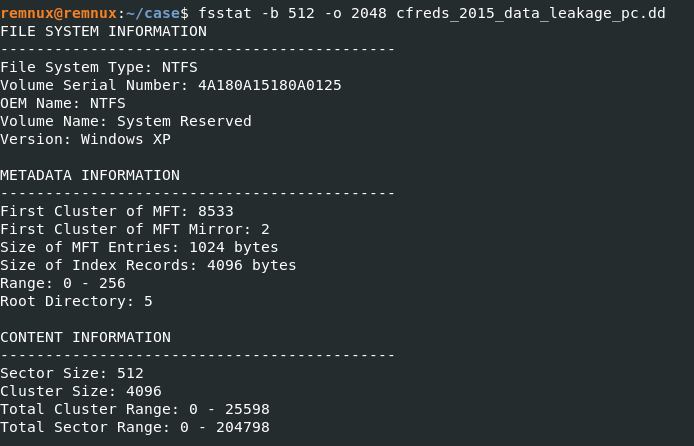 remnux@remnux:~/case$ fsstat -b 512 -o 2048 cfreds_2015_data_leakage_pc.dd
FILE SYSTEM INFORMATION
--------------------------------------------
File System Type: NTFS
Volume Serial Number: 4A180A15180A0125
OEM Name: NTFS
Volume Name: System Reserved
Version: Windows XP

METADATA INFORMATION
--------------------------------------------
First Cluster of MFT: 8533
First Cluster of MFT Mirror: 2
Size of MFT Entries: 1024 bytes
Size of Index Records: 4096 bytes
Range: 0 - 256
Root Directory: 5

CONTENT INFORMATION
--------------------------------------------
Sector Size: 512
Cluster Size: 4096
Total Cluster Range: 0 - 25598
Total Sector Range: 0 - 204798